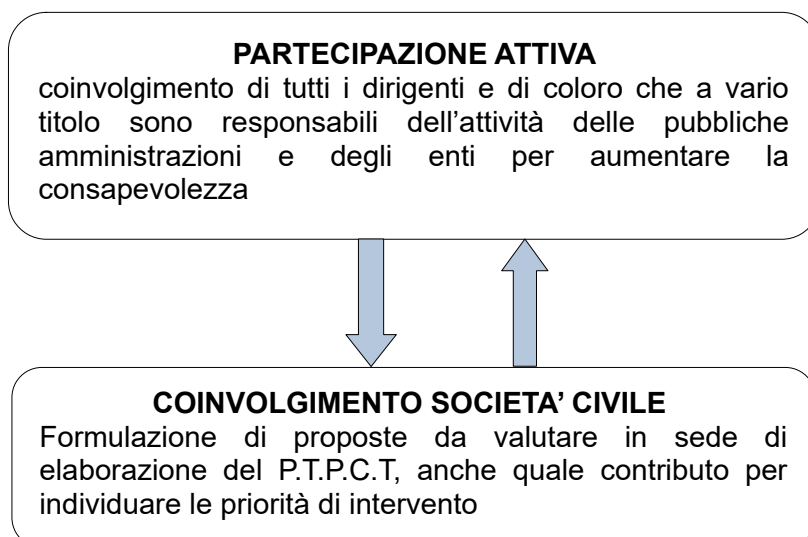 PARTECIPAZIONE ATTIVA
coinvolgimento di tutti i dirigenti e di coloro che a vario
titolo sono responsabili dell’attività delle pubbliche
amministrazioni e degli enti per aumentare la
consapevolezza
COINVOLGIMENTO SOCIETA’ CIVILE
Formulazione di proposte da valutare in sede di
elaborazione del P.T.P.C.T, anche quale contributo per
individuare le priorità di intervento